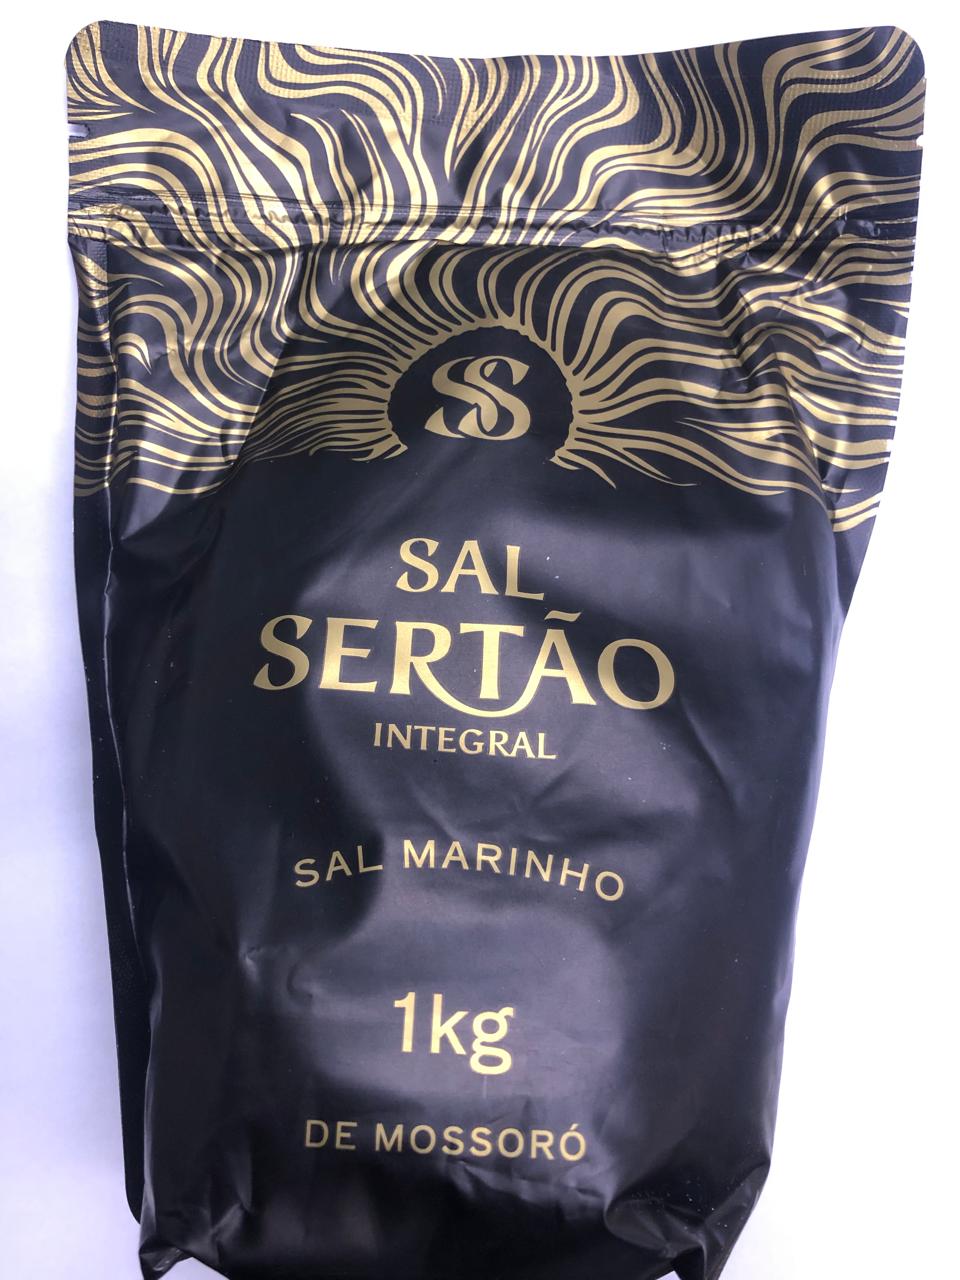 SS
SAL
SERTÃO
INTEGRAL
SAL MARINHO
1kg
DE MOSSORÓ